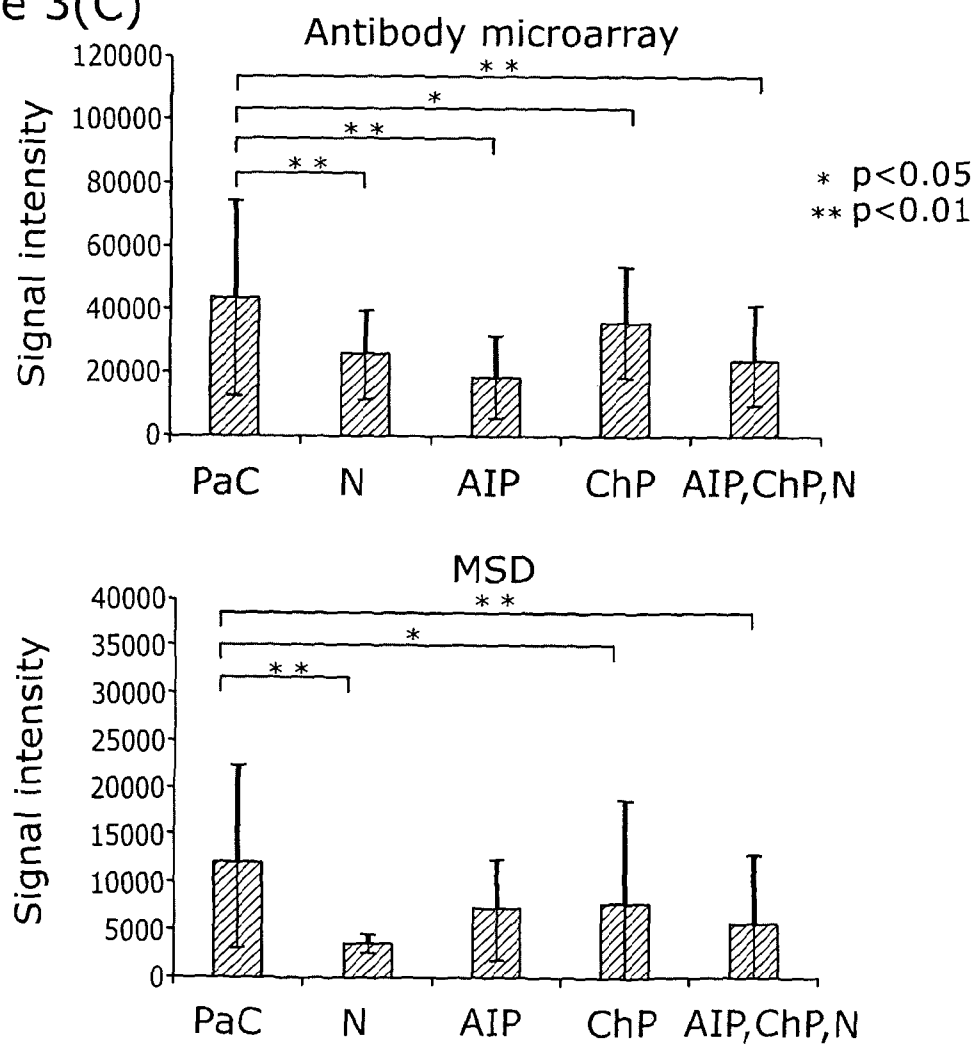 e 3(C)
Antibody microarray
120000
100000
80000
60000
40000
20000
0
Signal intensity
* *
*
* *
* *
* p<0.05
** p<0.01
PaC N AIP ChP AIP,ChP,N
MSD
40000
35000
30000
25000
20000
15000
10000
5000
0
Signal intensity
* *
*
* *
PaC N AIP ChP AIP,ChP,N